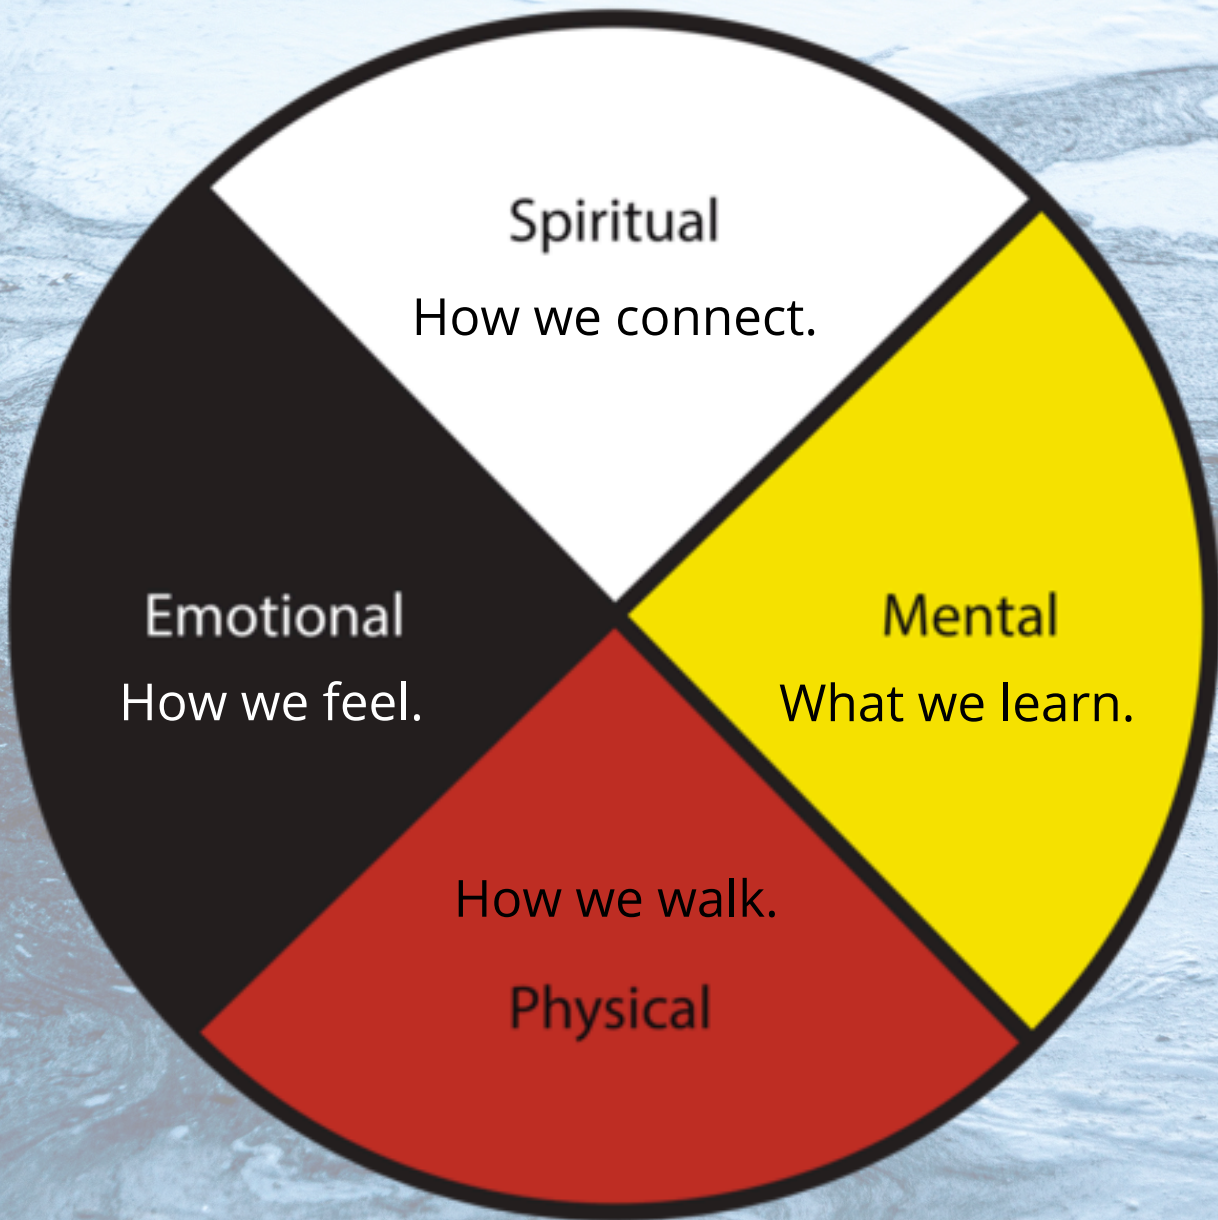 Spiritual
How we connect.
Emotional
How we feel.
Mental
What we learn.
How we walk.
Physical